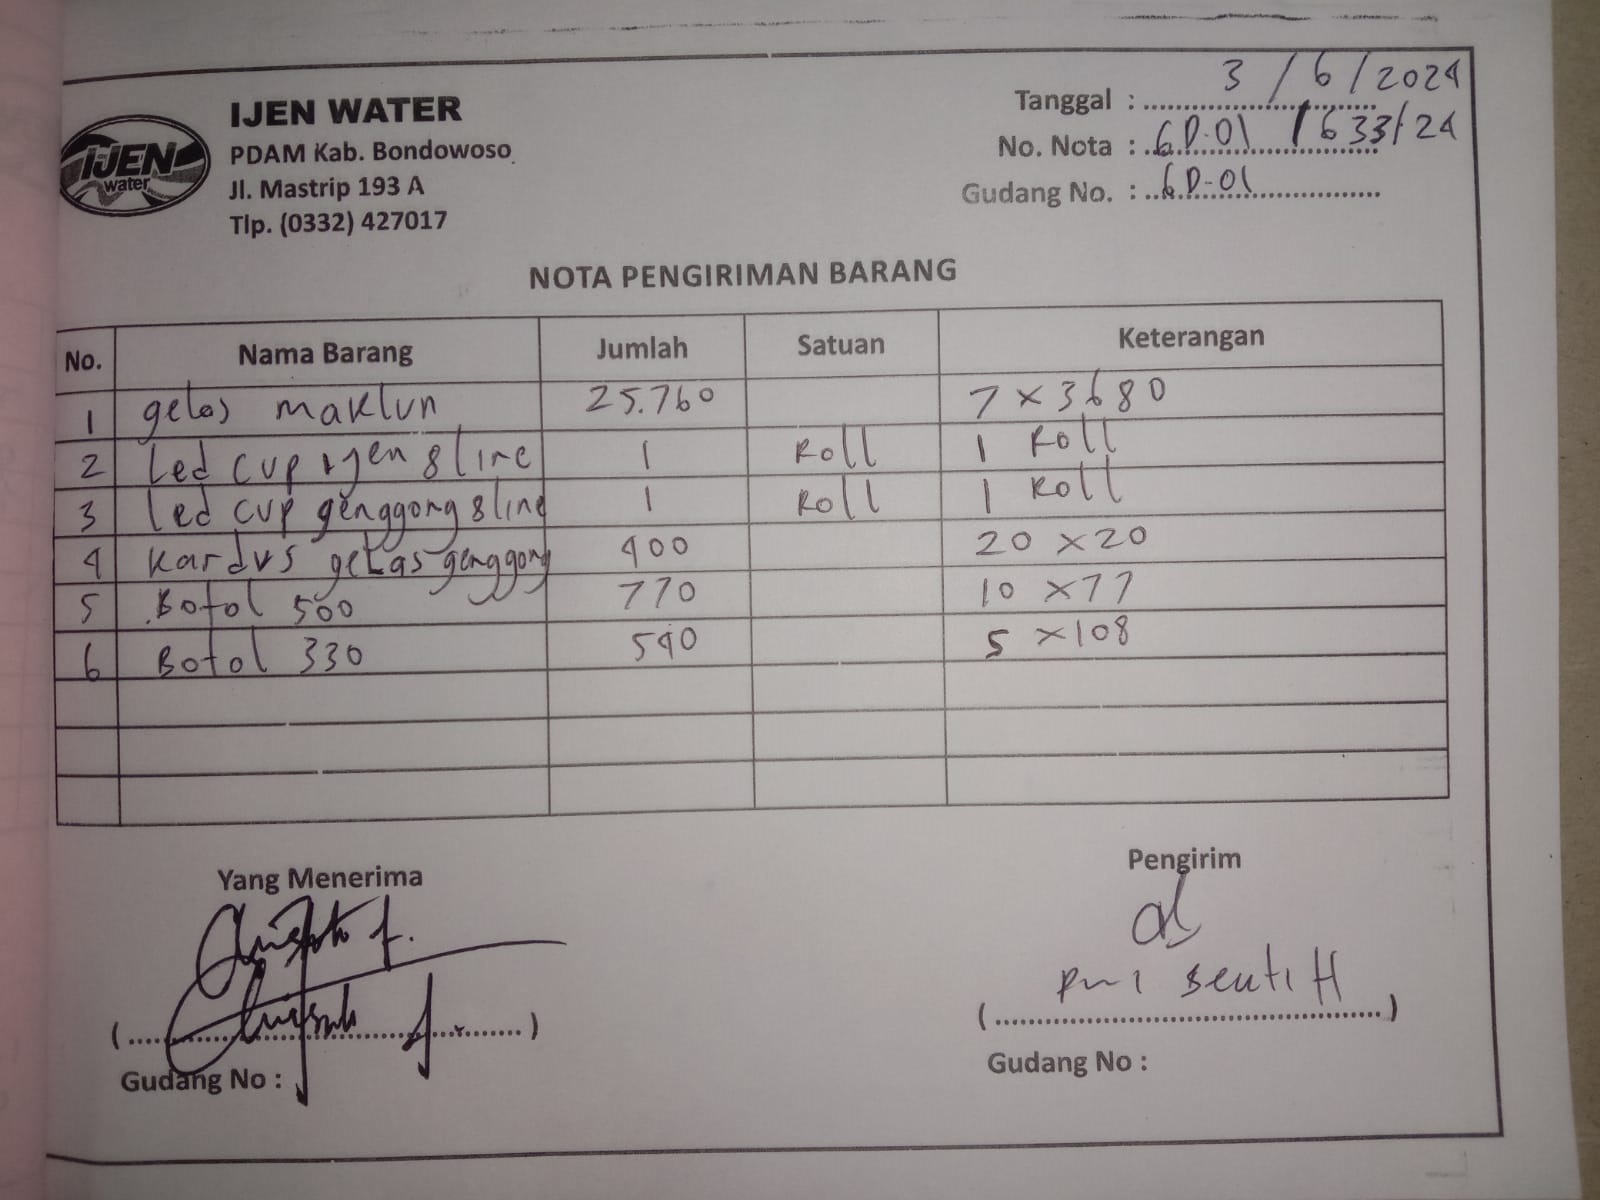 IJEN
water
IJEN WATER
PDAM Kab. Bondowoso
Jl. Mastrip 193 A
Tlp. (0332) 427017
Tanggal : 3 / 6 / 2024
No. Nota : GD-01 / 633/24
Gudang No. : GD-01
NOTA PENGIRIMAN BARANG
No. Nama Barang Jumlah Satuan Keterangan
1 gelas maklun 25.760 7 x 3680
2 Led cup ijen 8 line 1 Roll 1 Roll
3 Led cup genggong 8 line 1 Roll 1 Roll
4 Kardus gelas genggong 400 20 x 20
5 Botol 500 770 10 x 77
6 Botol 330 540 5 x 108
Yang Menerima Pengirim
(....................) (....................)
Gudang No : Gudang No :